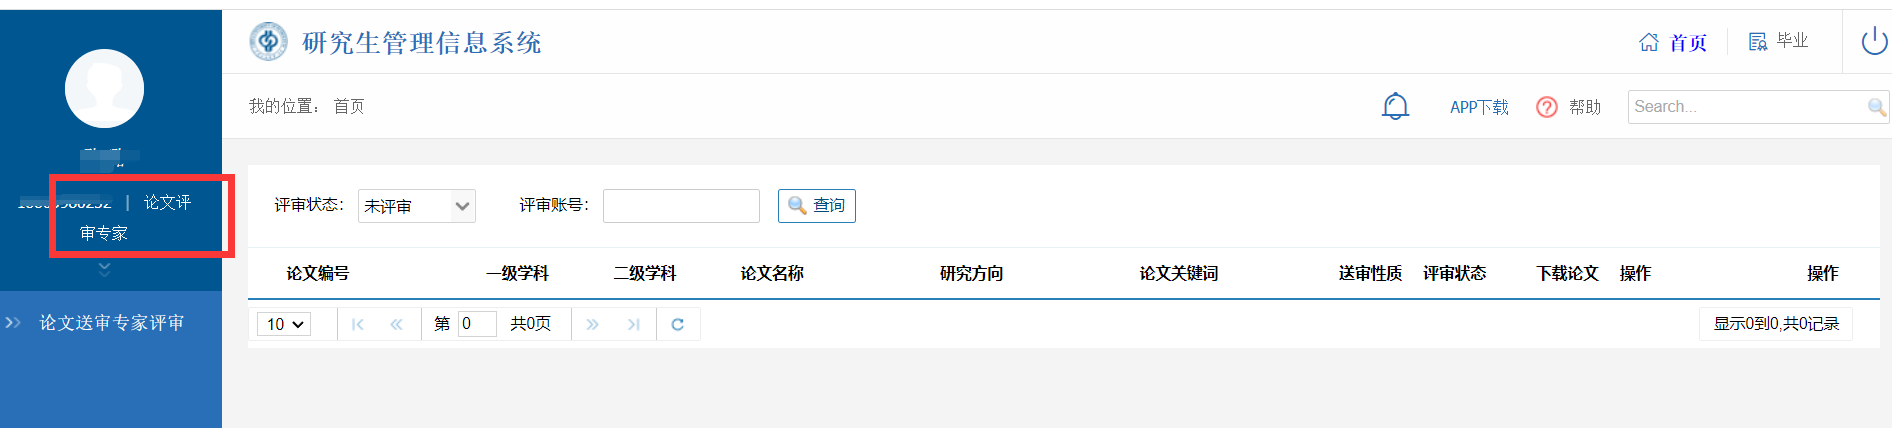 研究生管理信息系统
首页
毕业
我的位置： 首页
APP下载
帮助
Search...
| 论文评
审专家
论文送审专家评审
评审状态： 未评审 评审账号： 查询
论文编号 一级学科 二级学科 论文名称 研究方向 论文关键词 送审性质 评审状态 下载论文 操作 操作
10 第 0 共0页 显示0到0,共0记录